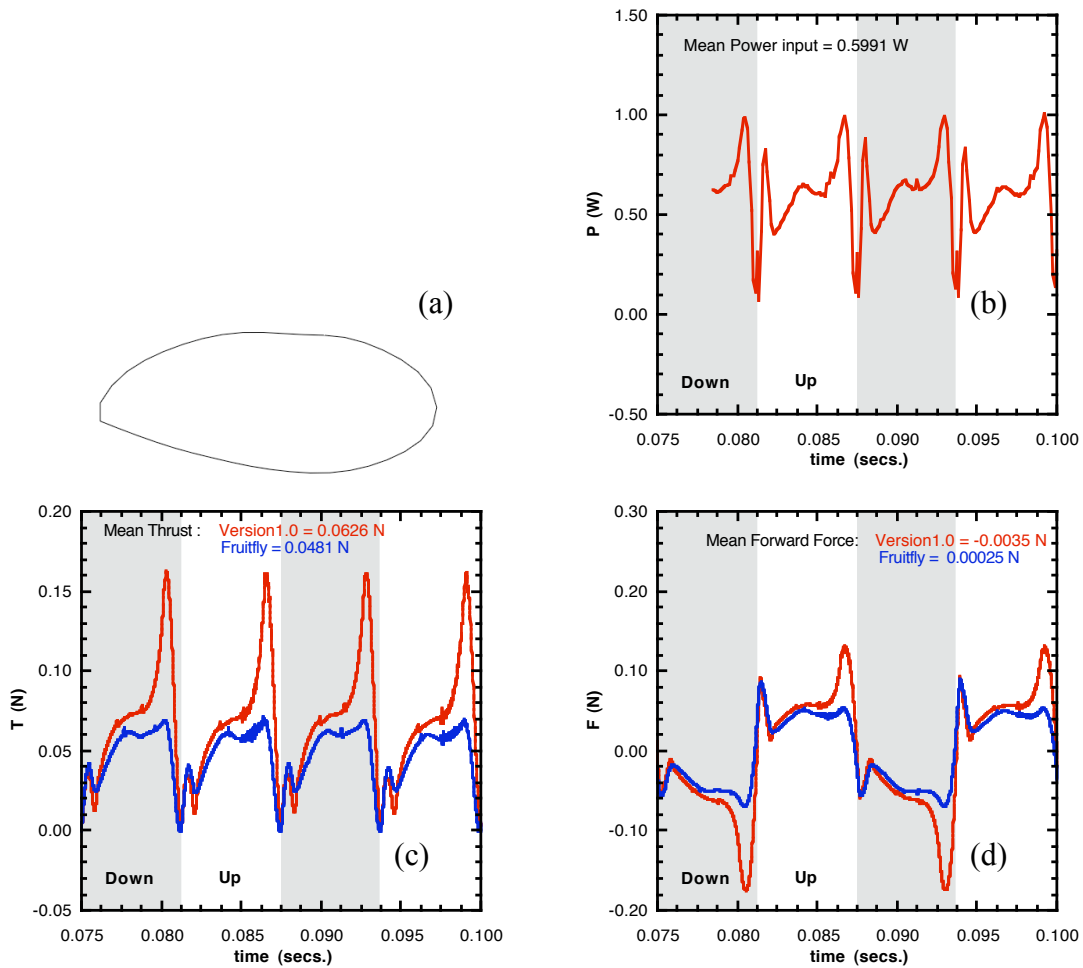 (a)
1.50
1.00
0.50
0.00
-0.50
P (W)
Mean Power input = 0.5991 W
(b)
Down Up
0.075 0.080 0.085 0.090 0.095 0.100
time (secs.)
0.20
0.15
0.10
0.05
0.00
-0.05
T (N)
Mean Thrust : Version1.0 = 0.0626 N
Fruitfly = 0.0481 N
(c)
Down Up
0.075 0.080 0.085 0.090 0.095 0.100
time (secs.)
0.30
0.20
0.10
0.00
-0.10
-0.20
F (N)
Mean Forward Force: Version1.0 = -0.0035 N
Fruitfly = 0.00025 N
(d)
Down Up
0.075 0.080 0.085 0.090 0.095 0.100
time (secs.)